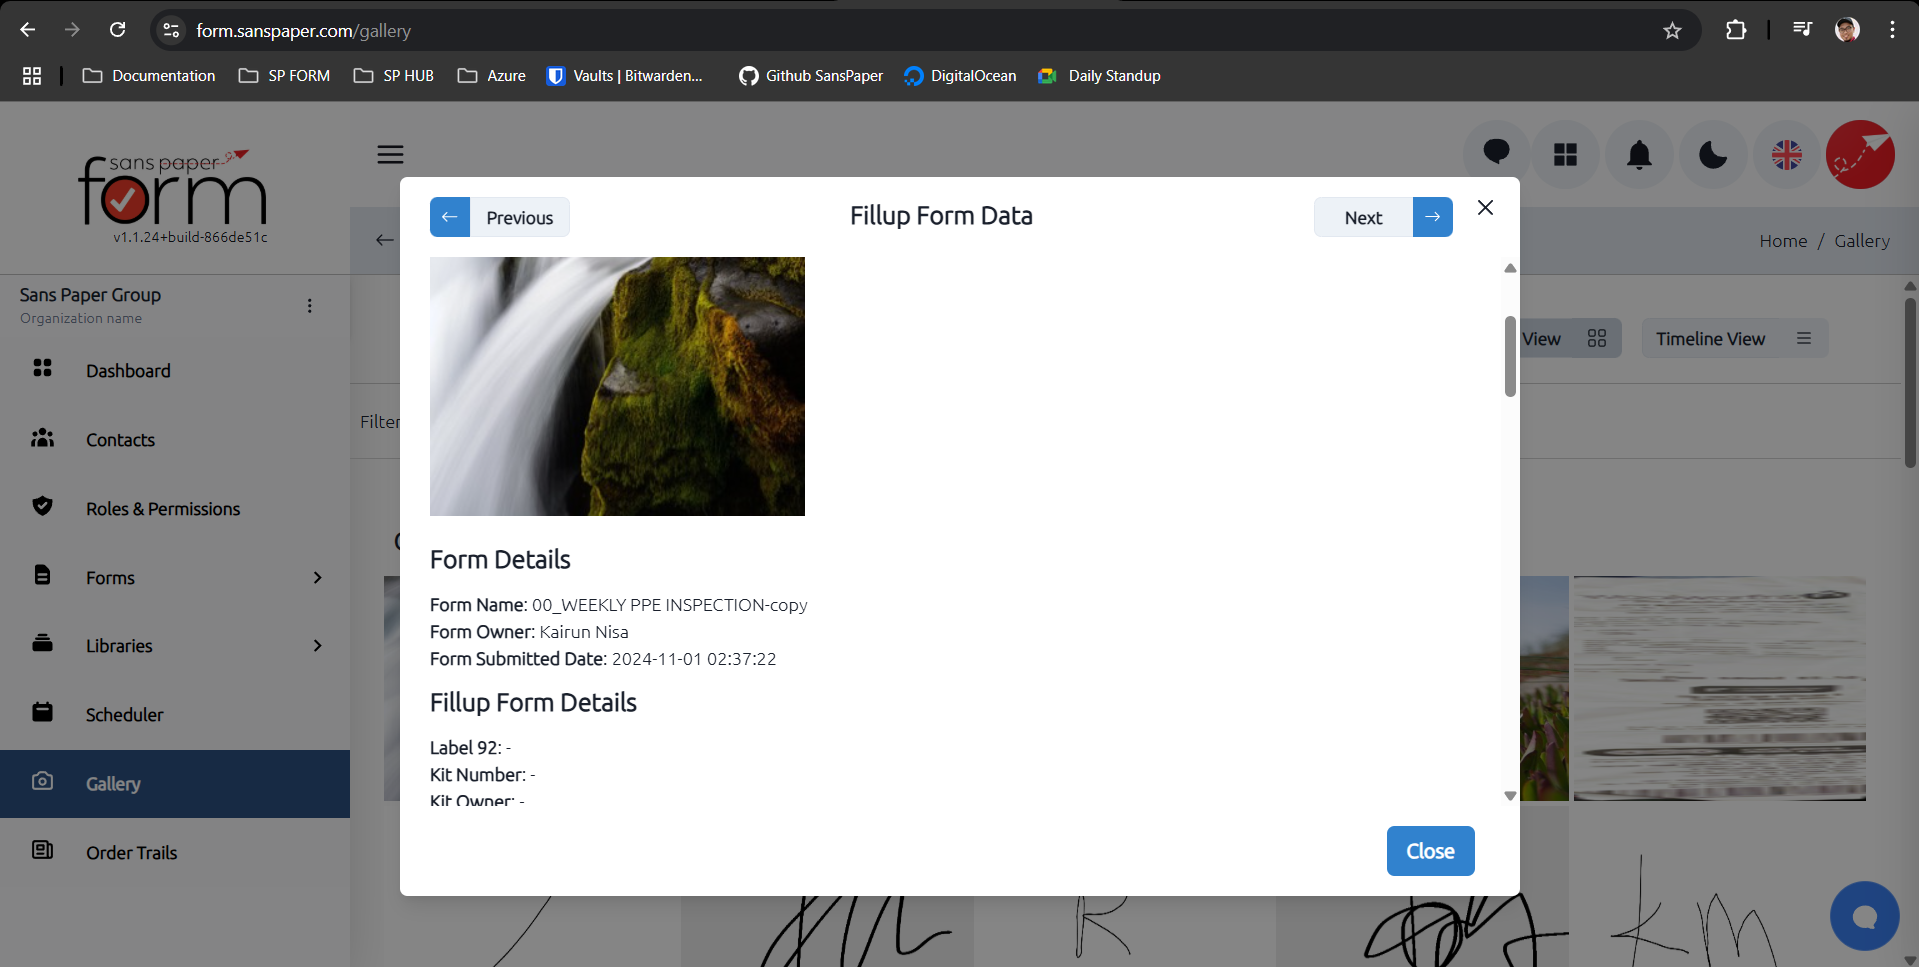 form.sanspaper.com/gallery
Documentation SP FORM SP HUB Azure Vaults | Bitwarden... Github SansPaper DigitalOcean Daily Standup
sans paper
form
v1.1.24+build-866de51c
Home / Gallery
Sans Paper Group
Organization name
Dashboard
Contacts
Roles & Permissions
Forms
Libraries
Scheduler
Gallery
Order Trails
View
Timeline View
Filter
Previous
Fillup Form Data
Next
Form Details
Form Name: 00_WEEKLY PPE INSPECTION-copy
Form Owner: Kairun Nisa
Form Submitted Date: 2024-11-01 02:37:22
Fillup Form Details
Label 92: -
Kit Number: -
Kit Owner: -
Close